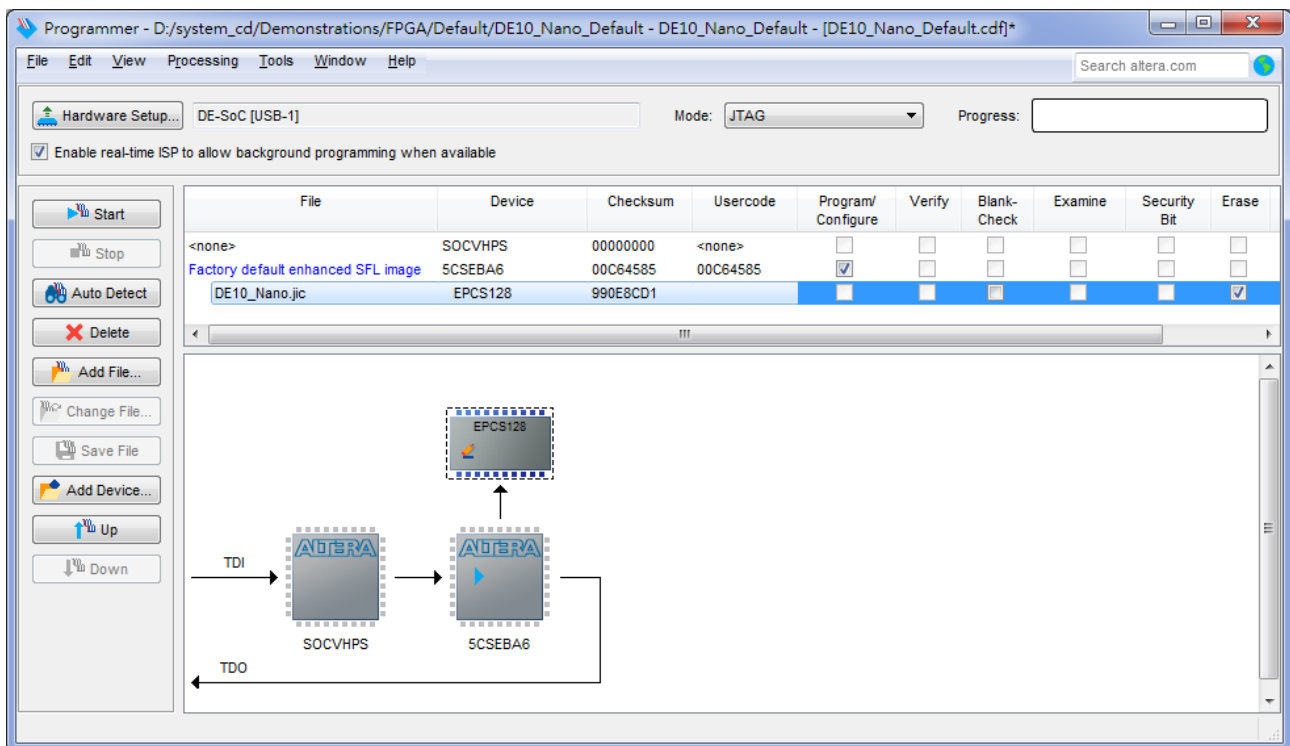 Programmer - D:/system_cd/Demonstrations/FPGA/Default/DE10_Nano_Default - DE10_Nano_Default - [DE10_Nano_Default.cdf]*
File Edit View Processing Tools Window Help
Search altera.com
Hardware Setup... DE-SoC [USB-1] Mode: JTAG Progress:
Enable real-time ISP to allow background programming when available
Start
Stop
Auto Detect
Delete
Add File...
Change File...
Save File
Add Device...
Up
Down
File Device Checksum Usercode Program/ Configure Verify Blank- Check Examine Security Bit Erase
<none> SOCVHPS 00000000 <none>
Factory default enhanced SFL image 5CSEBA6 00C64585 00C64585
DE10_Nano.jic EPCS128 990E8CD1
EPCS128
TDI
ALTERA
ALTERA
SOCVHPS
5CSEBA6
TDO